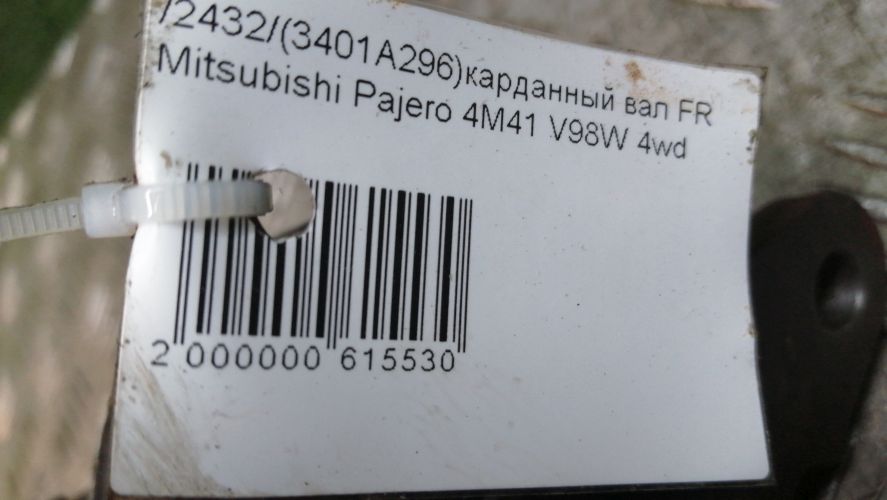 /2432/(3401A296)карданный вал FR
Mitsubishi Pajero 4M41 V98W 4wd
2 000000 615530